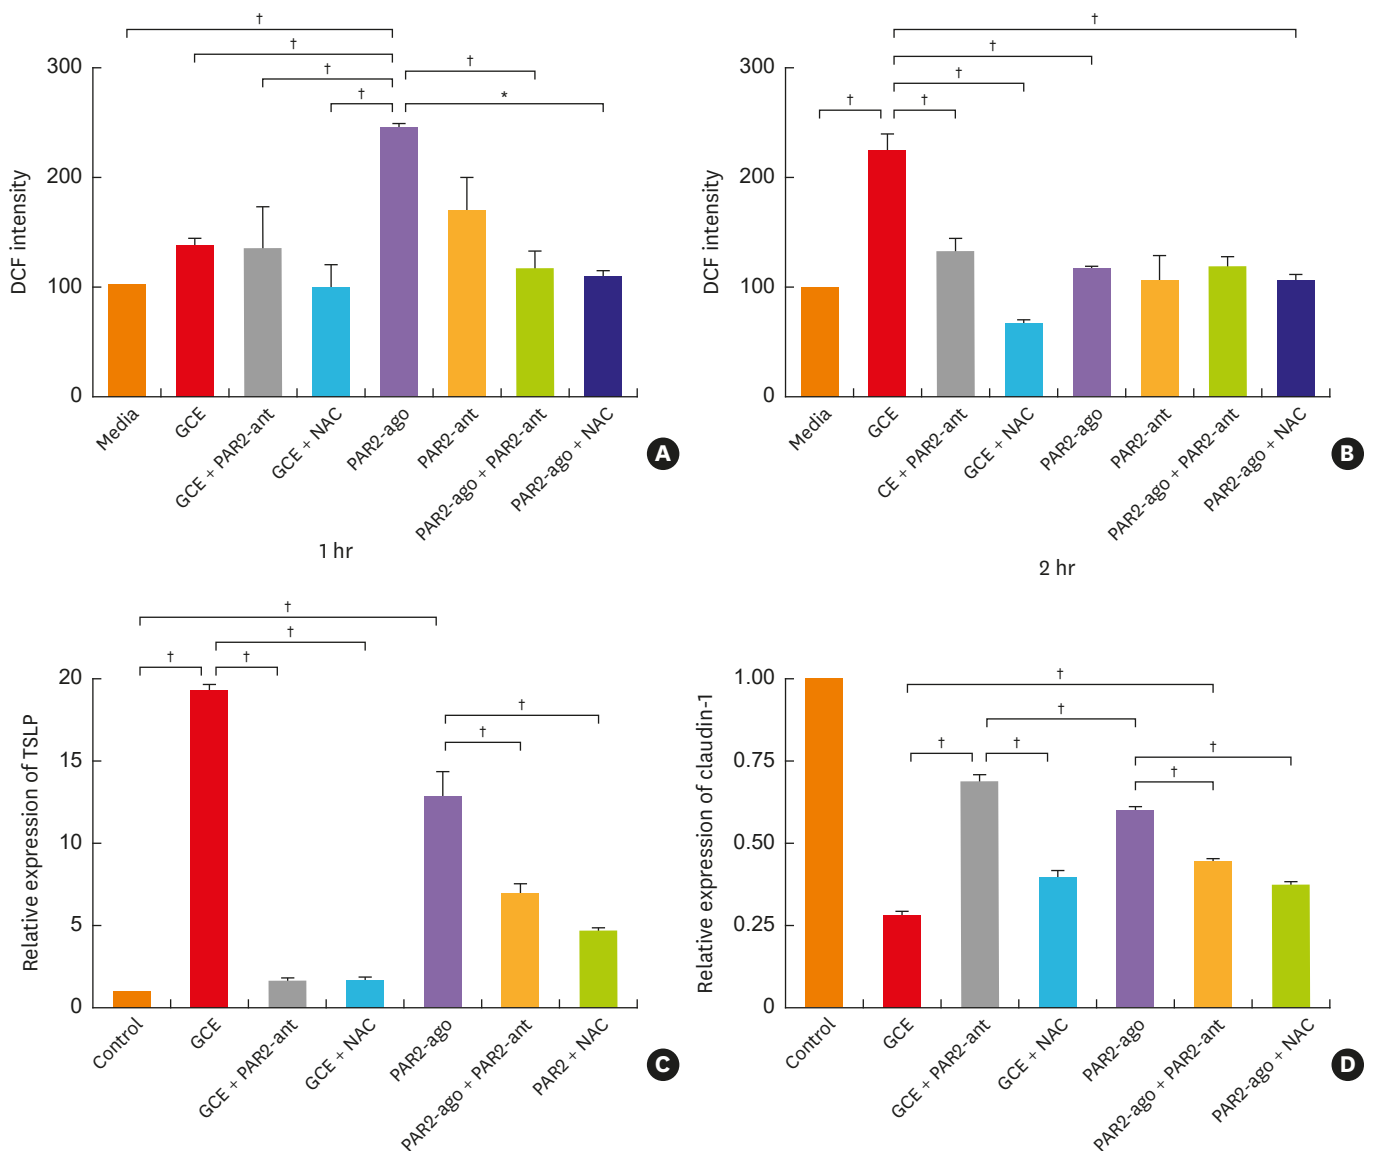 †
†
†
†
†
*
300
200
100
0
DCF intensity
Media
GCE
GCE + PAR2-ant
GCE + NAC
PAR2-ago
PAR2-ant
PAR2-ago + PAR2-ant
PAR2-ago + NAC
A
1 hr
†
†
†
†
†
300
200
100
0
DCF intensity
Media
GCE
CE + PAR2-ant
GCE + NAC
PAR2-ago
PAR2-ant
PAR2-ago + PAR2-ant
PAR2-ago + NAC
B
2 hr
†
†
†
†
†
†
20
15
10
5
0
Relative expression of TSLP
Control
GCE
GCE + PAR2-ant
GCE + NAC
PAR2-ago
PAR2-ago + PAR2-ant
PAR2 + NAC
C
†
†
†
†
†
†
1.00
0.75
0.50
0.25
0
Relative expression of claudin-1
Control
GCE
GCE + PAR2-ant
GCE + NAC
PAR2-ago
PAR2-ago + PAR2-ant
PAR2-ago + NAC
D